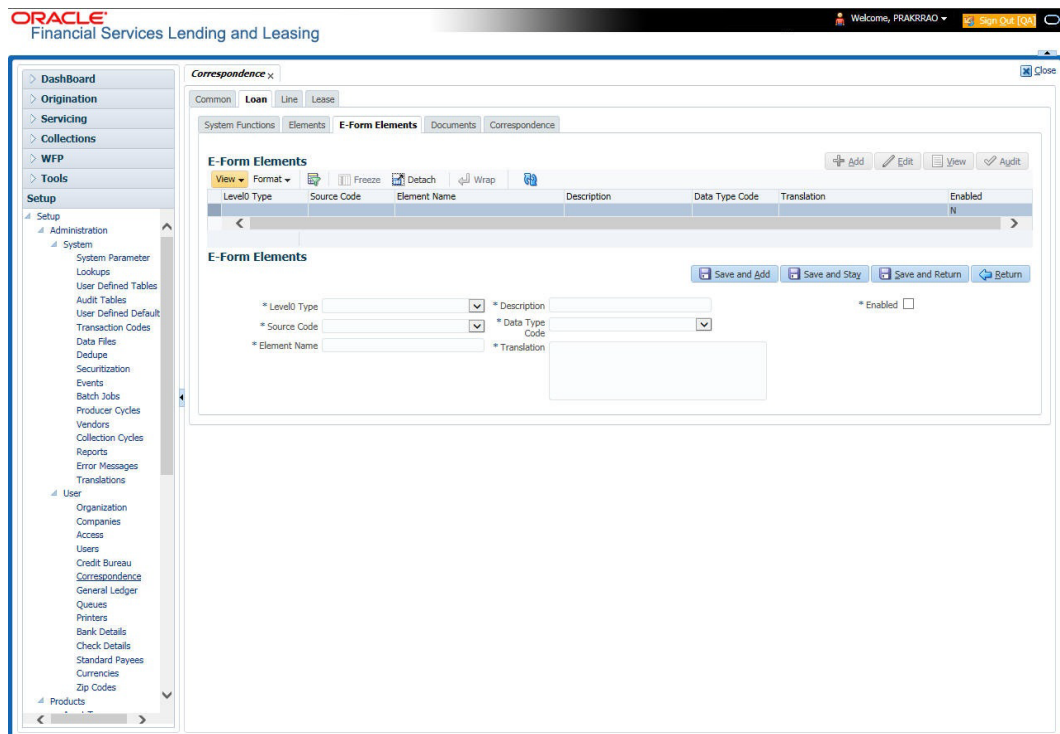 ORACLE
Financial Services Lending and Leasing
Welcome, PRAKRRAO
Sign Out [QA]
DashBoard
Origination
Servicing
Collections
WFP
Tools
Setup
Setup
Administration
System
System Parameter
Lookups
User Defined Tables
Audit Tables
User Defined Default
Transaction Codes
Data Files
Dedupe
Securitization
Events
Batch Jobs
Producer Cycles
Vendors
Collection Cycles
Reports
Error Messages
Translations
User
Organization
Companies
Access
Users
Credit Bureau
Correspondence
General Ledger
Queues
Printers
Bank Details
Check Details
Standard Payees
Currencies
Zip Codes
Products
Correspondence x
Close
Common Loan Line Lease
System Functions Elements E-Form Elements Documents Correspondence
E-Form Elements
Add Edit View Audit
View Format Freeze Detach Wrap
Level0 Type Source Code Element Name Description Data Type Code Translation Enabled
N
E-Form Elements
Save and Add Save and Stay Save and Return Return
* Level0 Type * Description * Enabled
* Source Code * Data Type Code
* Element Name * Translation